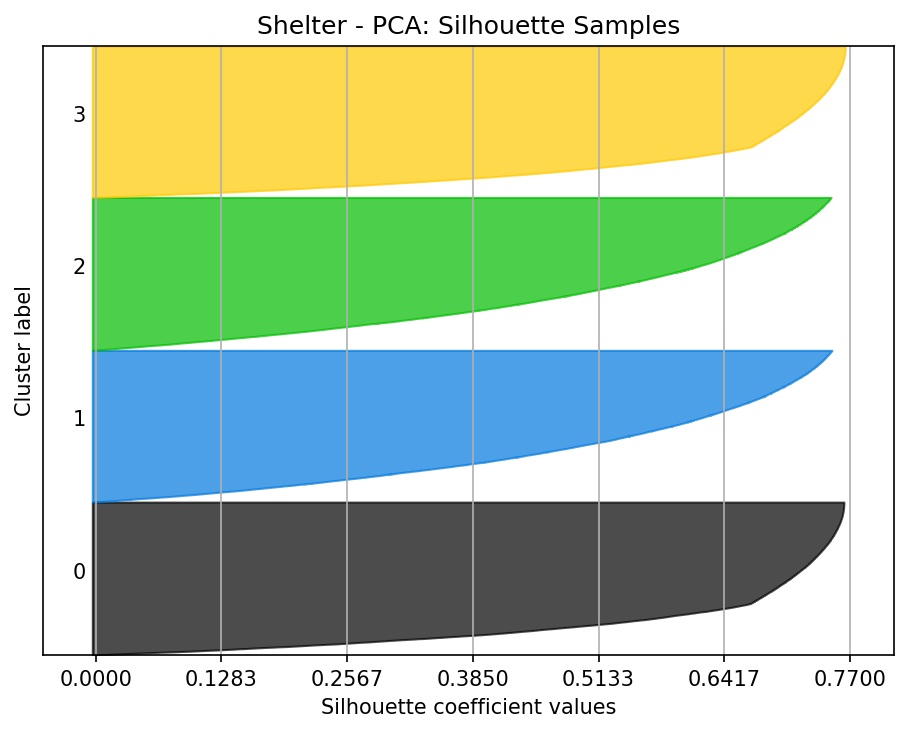 Shelter - PCA: Silhouette Samples
3
2
1
0
Cluster label
0.0000 0.1283 0.2567 0.3850 0.5133 0.6417 0.7700
Silhouette coefficient values